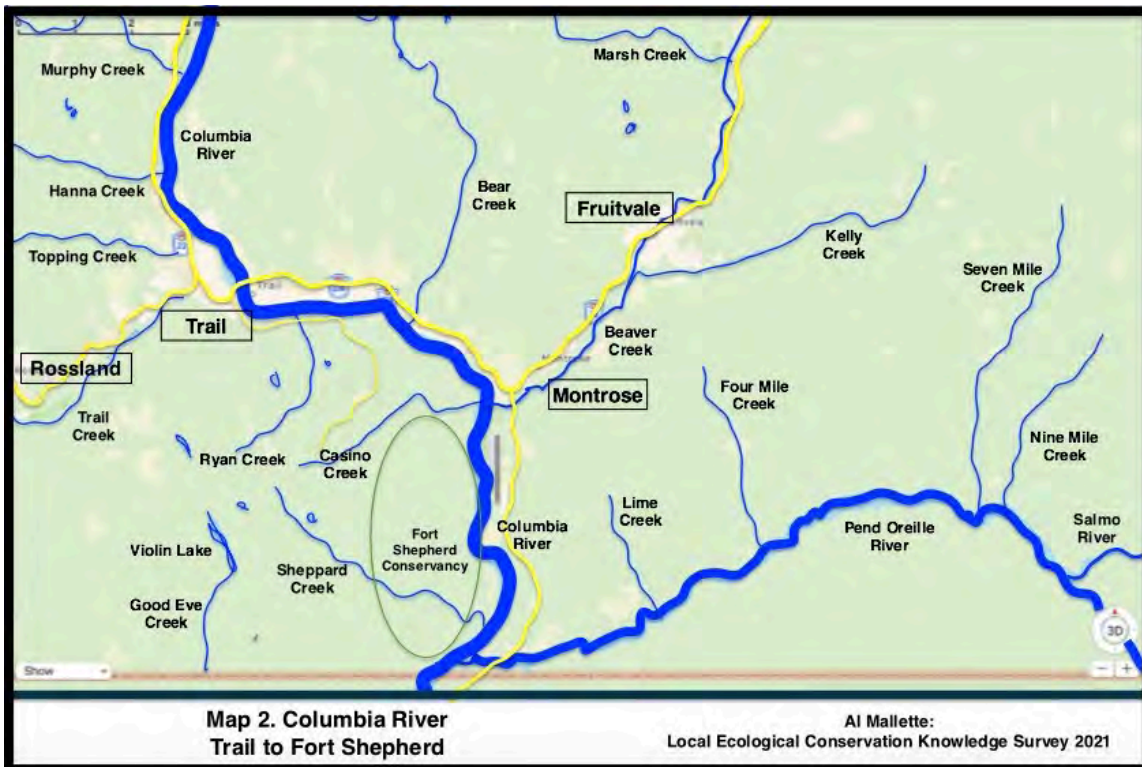 Murphy Creek
Marsh Creek
Columbia
River
Hanna Creek
Bear
Creek
Fruitvale
Topping Creek
Kelly
Creek
Seven Mile
Creek
Trail
Trail
Beaver
Creek
Rossland
Montrose
Montrose
Trail
Creek
Four Mile
Creek
Nine Mile
Creek
Ryan Creek
Casino
Creek
Lime
Creek
Columbia
River
Pend Oreille
River
Salmo
River
Fort
Shepherd
Conservancy
Violin Lake
Sheppard
Creek
Good Eve
Creek
3D
Show
Map 2. Columbia River
Trail to Fort Shepherd
Al Mallette:
Local Ecological Conservation Knowledge Survey 2021